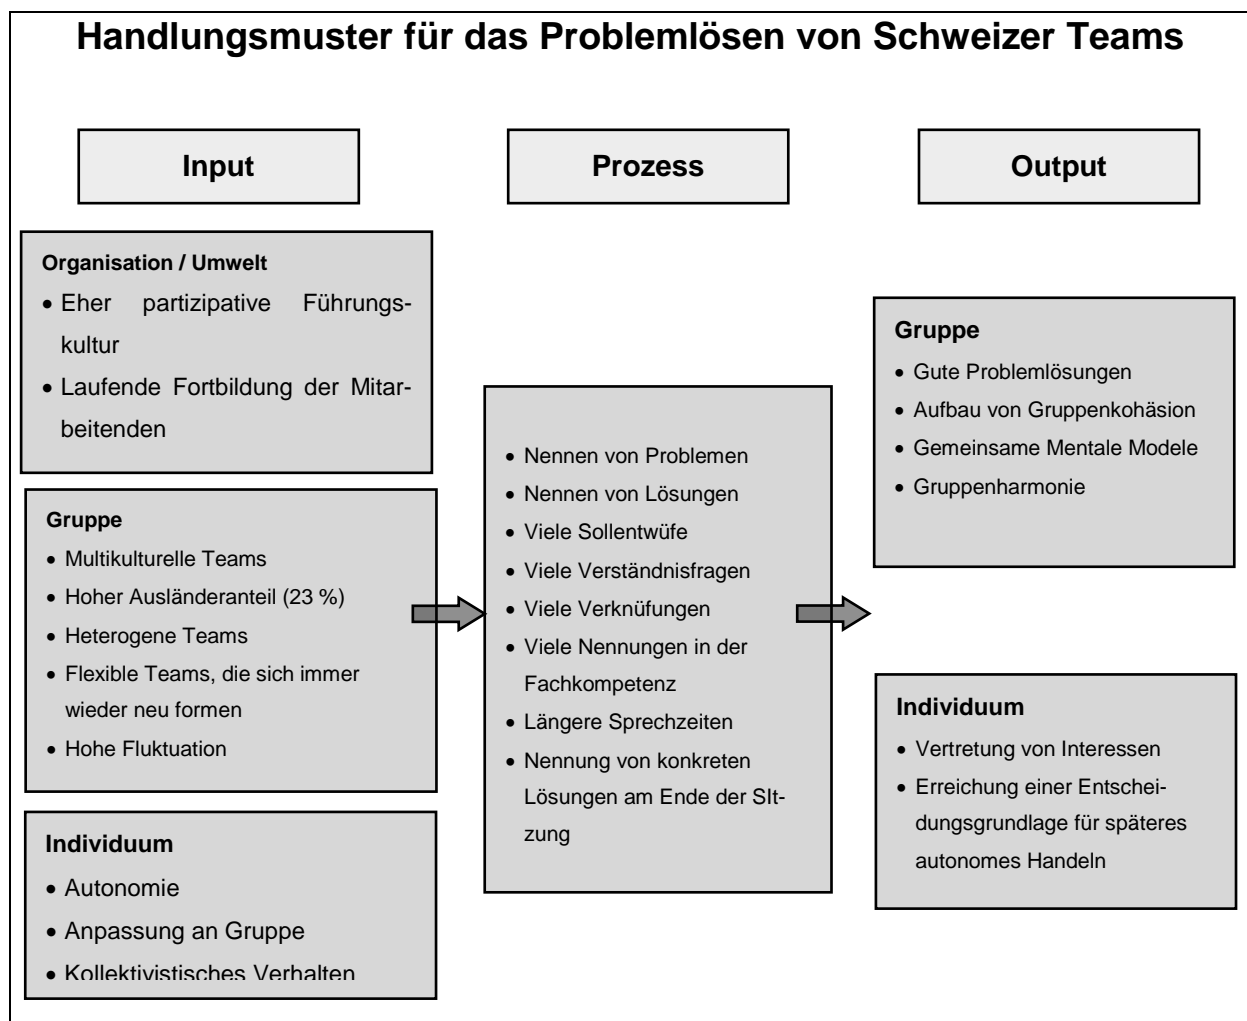 Handlungsmuster für das Problemlösen von Schweizer Teams
Input
Prozess
Output
Organisation / Umwelt
• Eher partizipative Führungs-
kultur
• Laufende Fortbildung der Mitar-
beitenden
Gruppe
• Multikulturelle Teams
• Hoher Ausländeranteil (23 %)
• Heterogene Teams
• Flexible Teams, die sich immer
wieder neu formen
• Hohe Fluktuation
Individuum
• Autonomie
• Anpassung an Gruppe
• Kollektivistisches Verhalten
• Nennen von Problemen
• Nennen von Lösungen
• Viele Sollentwüfe
• Viele Verständnisfragen
• Viele Verknüfungen
• Viele Nennungen in der
Fachkompetenz
• Längere Sprechzeiten
• Nennung von konkreten
Lösungen am Ende der SIt-
zung
Gruppe
• Gute Problemlösungen
• Aufbau von Gruppenkohäsion
• Gemeinsame Mentale Modele
• Gruppenharmonie
Individuum
• Vertretung von Interessen
• Erreichung einer Entschei-
dungsgrundlage für späteres
autonomes Handeln